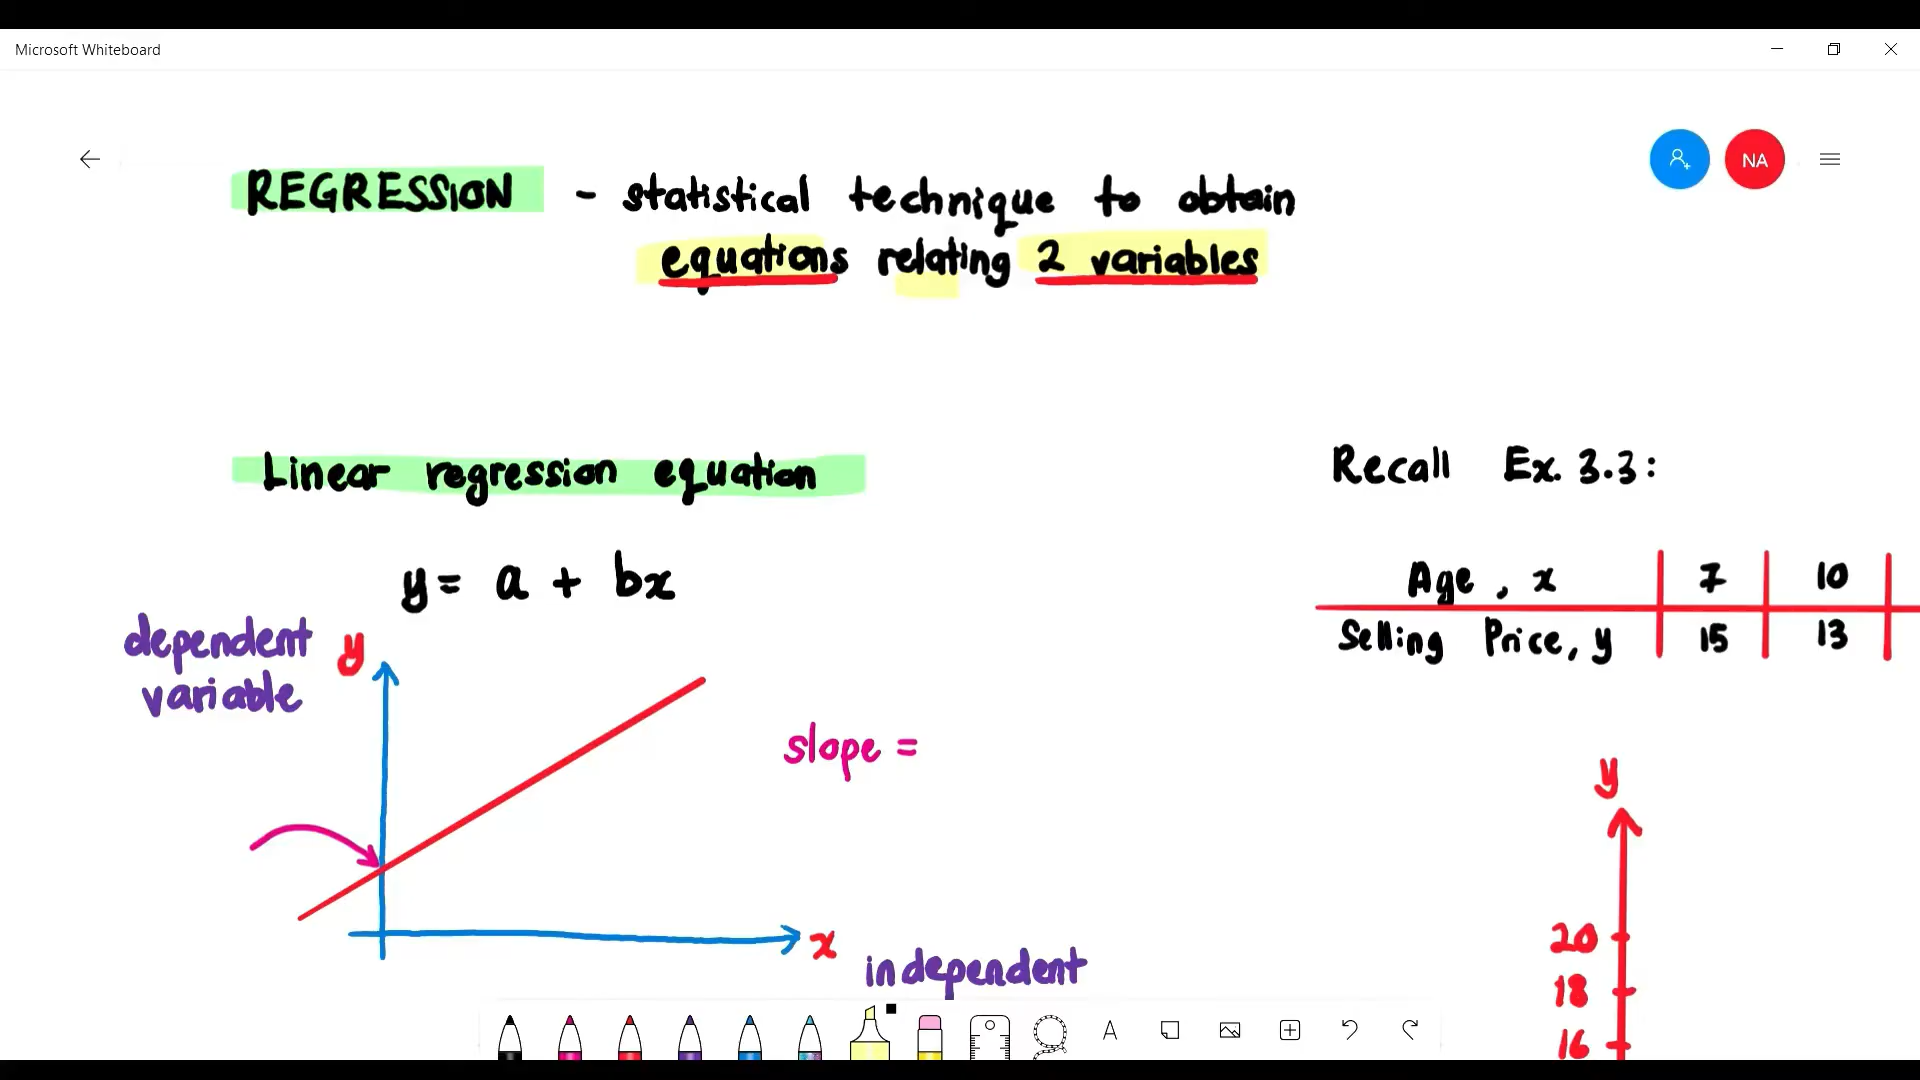 Microsoft Whiteboard
NA
REGRESSION - statistical technique to obtain
equations relating 2 variables
Linear regression equation
y = a + bx
dependent
variable
y
slope =
x
independent
Recall Ex. 3.3:
Age, x 7 10
Selling Price, y 15 13
y
20
18
16
A